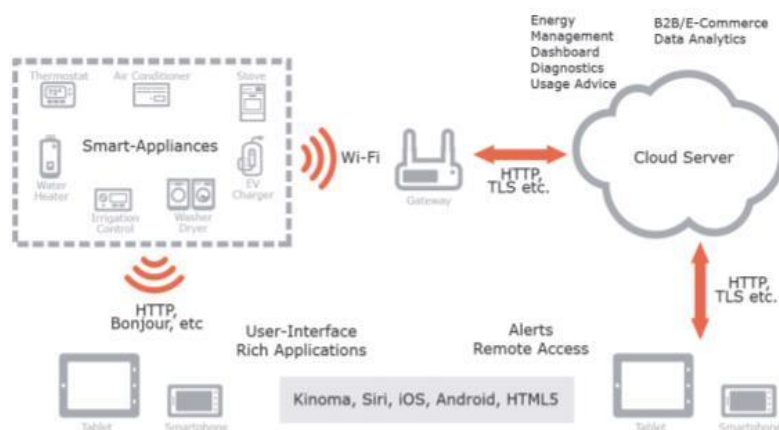 Energy
Management
Dashboard
Diagnostics
Usage Advice
B2B/E-Commerce
Data Analytics
Thermostat
Air Conditioner
Stove
Smart-Appliances
Water
Heater
Irrigation
Control
Washer
Dryer
EV
Charger
Wi-Fi
Gateway
HTTP,
TLS etc.
Cloud Server
HTTP,
TLS etc.
HTTP,
Bonjour, etc
User-Interface
Rich Applications
Alerts
Remote Access
Kinoma, Siri, iOS, Android, HTML5
Tablet
Smartphone
Tablet
Smartphone